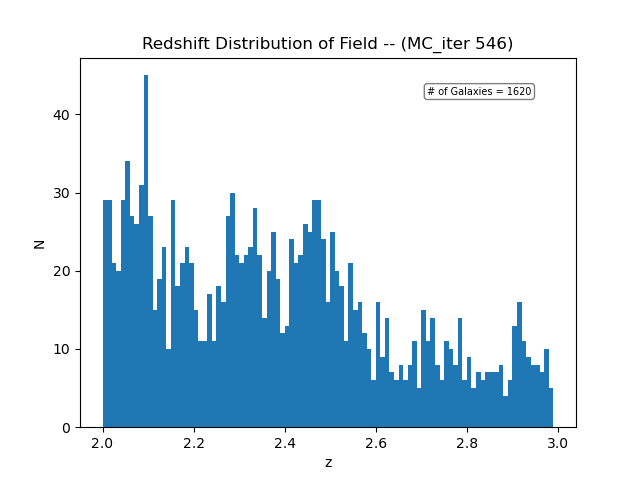 Redshift Distribution of Field -- (MC_iter 546)
# of Galaxies = 1620
40
30
20
10
0
N
2.0 2.2 2.4 2.6 2.8 3.0
z